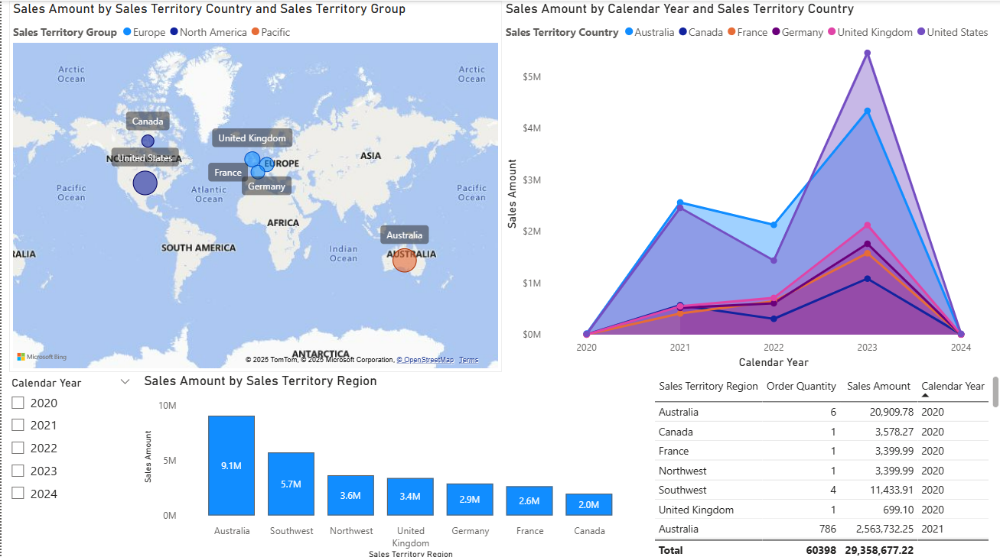 Sales Amount by Sales Territory Country and Sales Territory Group
Sales Territory Group Europe North America Pacific
Arctic
Ocean
Arctic
Ocean
Canada
United Kingdom
United States
EUROPE
ASIA
France
Germany
Pacific
Ocean
Atlantic
Ocean
Pacific
Ocean
AFRICA
Australia
SOUTH AMERICA
Indian
Ocean
AUSTRALIA
RALIA
ANTARCTICA
Microsoft Bing
© 2025 TomTom, © 2025 Microsoft Corporation, © OpenStreetMap Terms
Sales Amount by Calendar Year and Sales Territory Country
Sales Territory Country Australia Canada France Germany United Kingdom United States
Sales Amount
$5M
$4M
$3M
$2M
$1M
$0M
2020 2021 2022 2023 2024
Calendar Year
Calendar Year
2020
2021
2022
2023
2024
Sales Amount by Sales Territory Region
Sales Amount
10M
5M
0M
9.1M 5.7M 3.6M 3.4M 2.9M 2.6M 2.0M
Australia Southwest Northwest United Germany France Canada
Kingdom
Sales Territory Region
Sales Territory Region Order Quantity Sales Amount Calendar Year
Australia 6 20,909.78 2020
Canada 1 3,578.27 2020
France 1 3,399.99 2020
Northwest 1 3,399.99 2020
Southwest 4 11,433.91 2020
United Kingdom 1 699.10 2020
Australia 786 2,563,732.25 2021
Total 60398 29,358,677.22